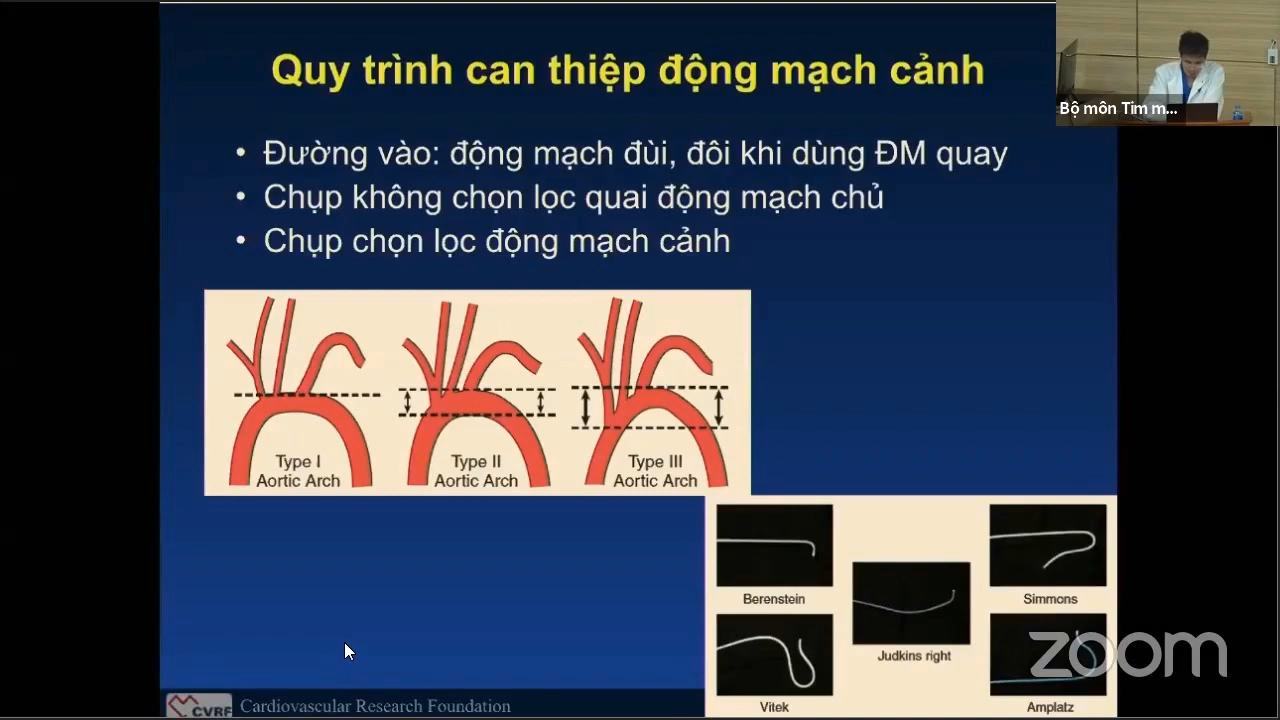 Quy trình can thiệp động mạch cảnh
Bộ môn Tim m...
• Đường vào: động mạch đùi, đôi khi dùng ĐM quay
• Chụp không chọn lọc quai động mạch chủ
• Chụp chọn lọc động mạch cảnh
Type I
Aortic Arch
Type II
Aortic Arch
Type III
Aortic Arch
Berenstein
Simmons
Judkins right
Vitek
Amplatz
zoom
CVRF
Cardiovascular Research Foundation